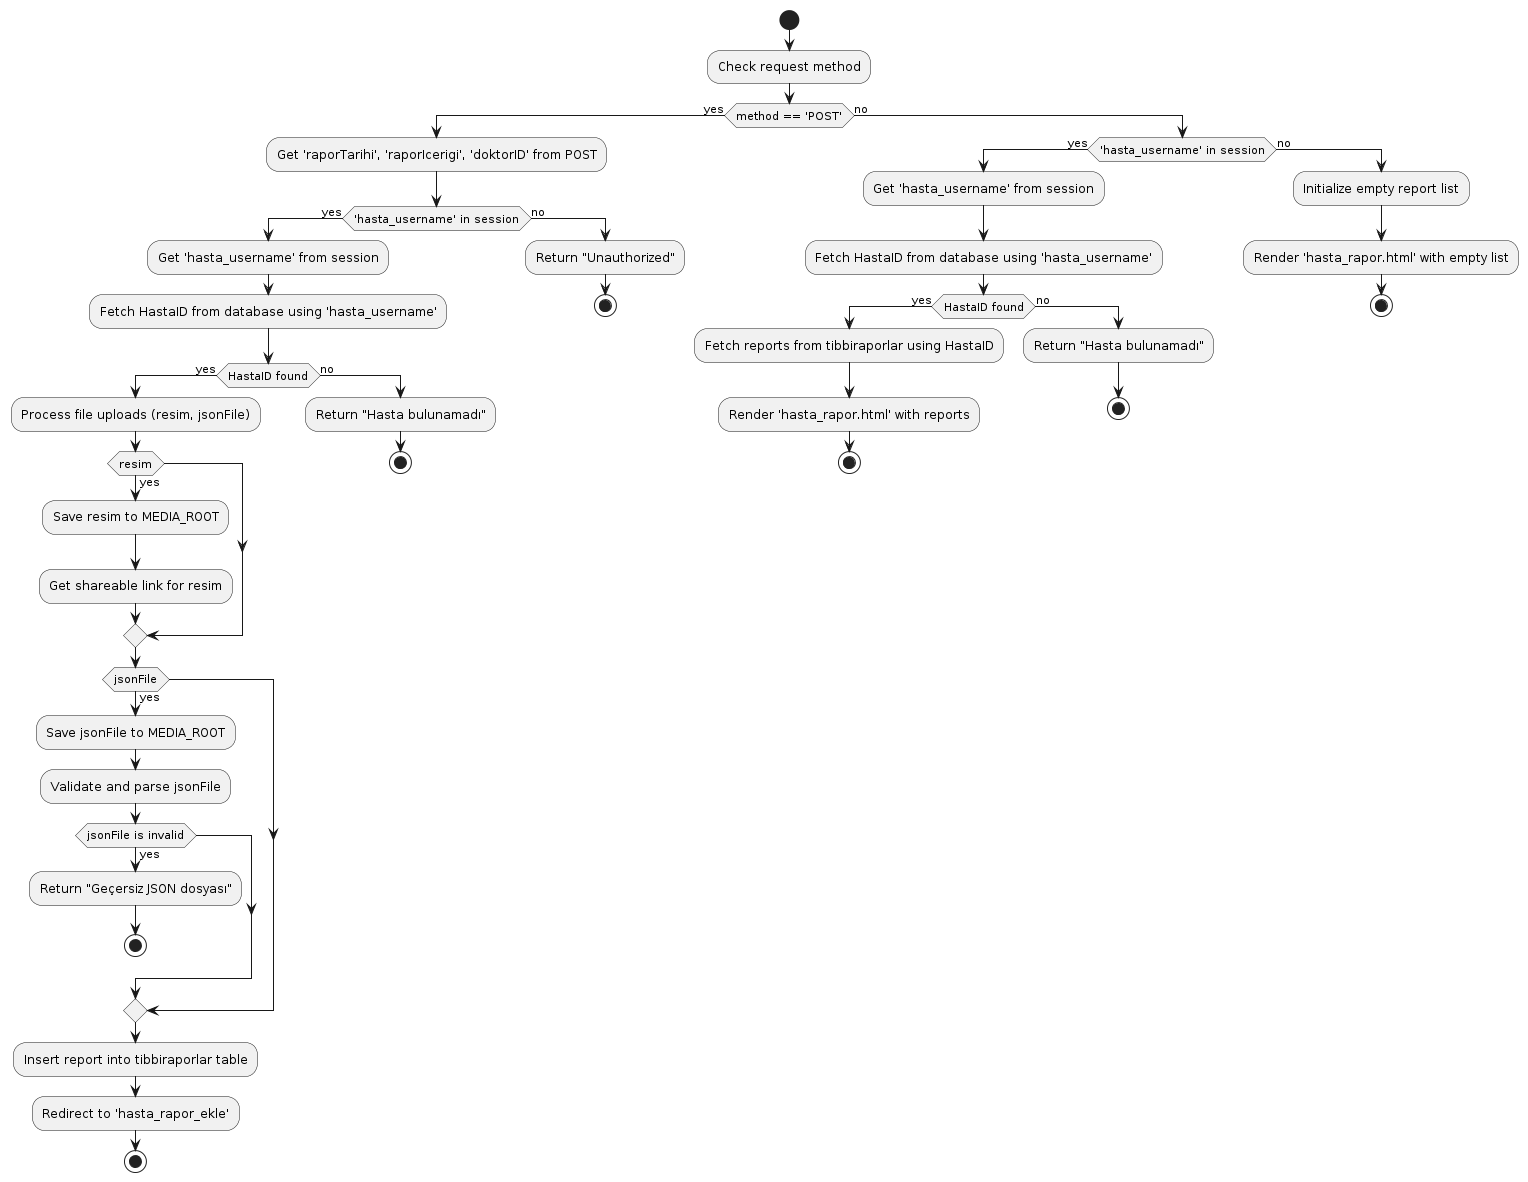 Check request method
yes
method == 'POST'
no
Get 'raporTarihi', 'raporIcerigi', 'doktorID' from POST
yes
'hasta_username' in session
no
Get 'hasta_username' from session
Return "Unauthorized"
Fetch HastaID from database using 'hasta_username'
yes
HastaID found
no
Process file uploads (resim, jsonFile)
Return "Hasta bulunamadı"
resim
yes
Save resim to MEDIA_ROOT
Get shareable link for resim
jsonFile
yes
Save jsonFile to MEDIA_ROOT
Validate and parse jsonFile
jsonFile is invalid
yes
Return "Geçersiz JSON dosyası"
Insert report into tibbiraporlar table
Redirect to 'hasta_rapor_ekle'
yes
'hasta_username' in session
no
Get 'hasta_username' from session
Fetch HastaID from database using 'hasta_username'
yes
HastaID found
no
Fetch reports from tibbiraporlar using HastaID
Render 'hasta_rapor.html' with reports
Return "Hasta bulunamadı"
Initialize empty report list
Render 'hasta_rapor.html' with empty list